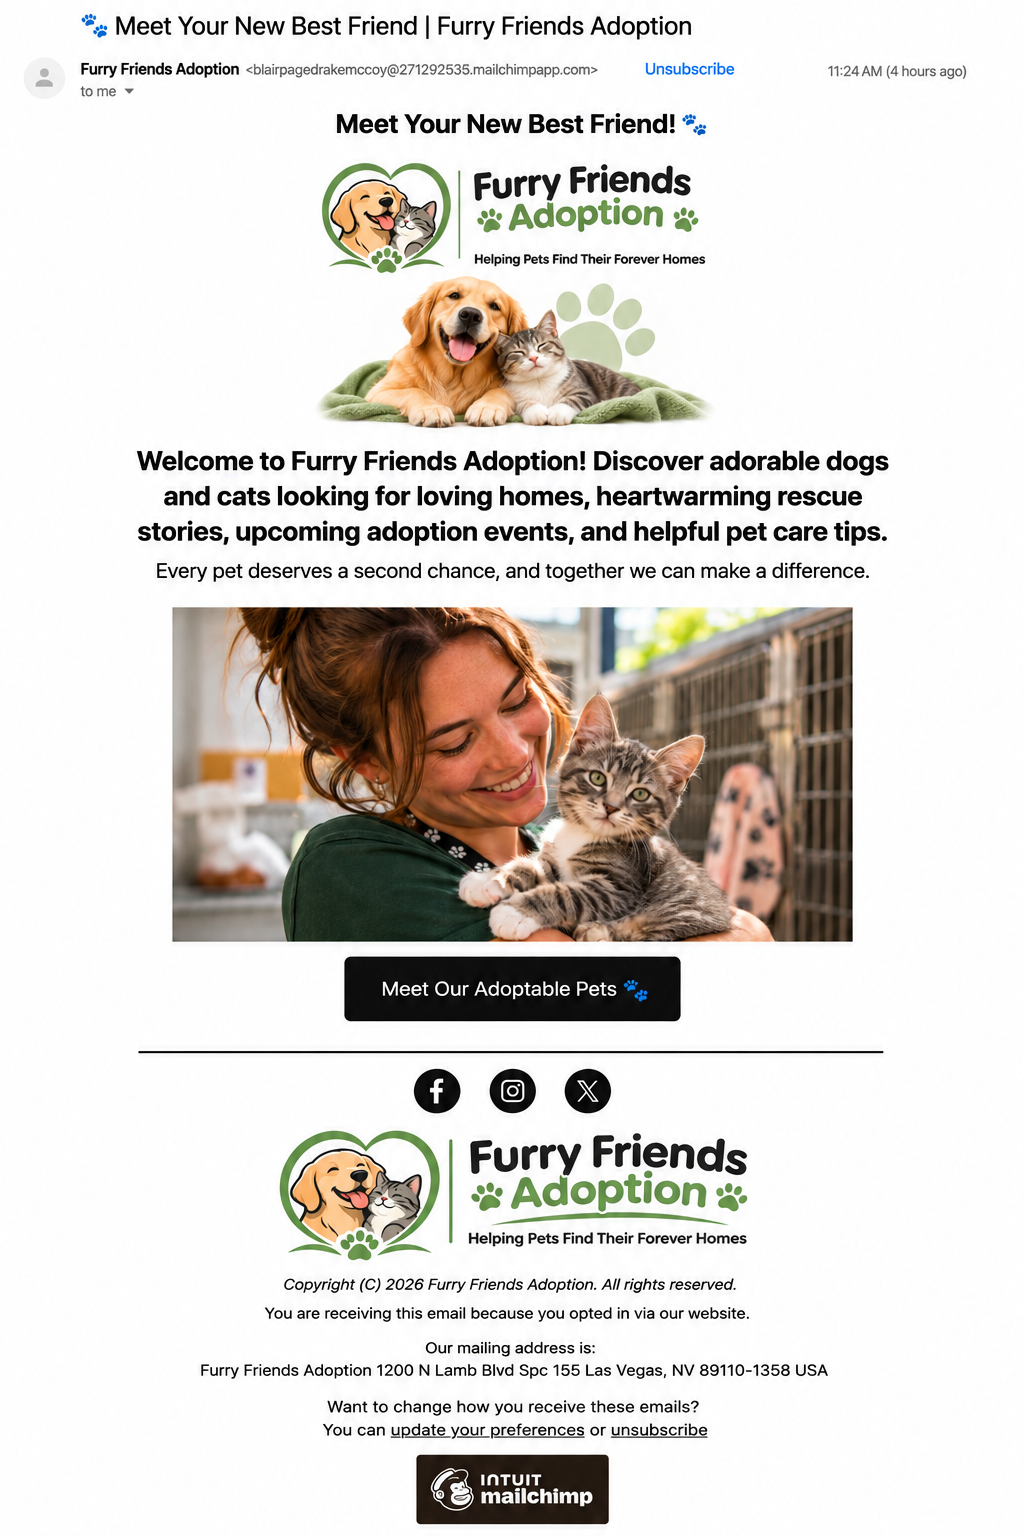 🐾 Meet Your New Best Friend | Furry Friends Adoption
Furry Friends Adoption <blairpagedrakemccoy@271292535.mailchimpapp.com> Unsubscribe 11:24 AM (4 hours ago)
to me
Meet Your New Best Friend! 🐾
Furry Friends
Adoption
Helping Pets Find Their Forever Homes
Welcome to Furry Friends Adoption! Discover adorable dogs
and cats looking for loving homes, heartwarming rescue
stories, upcoming adoption events, and helpful pet care tips.
Every pet deserves a second chance, and together we can make a difference.
Meet Our Adoptable Pets 🐾
Furry Friends
Adoption
Helping Pets Find Their Forever Homes
Copyright (C) 2026 Furry Friends Adoption. All rights reserved.
You are receiving this email because you opted in via our website.
Our mailing address is:
Furry Friends Adoption 1200 N Lamb Blvd Spc 155 Las Vegas, NV 89110-1358 USA
Want to change how you receive these emails?
You can update your preferences or unsubscribe
INTUIT
mailchimp